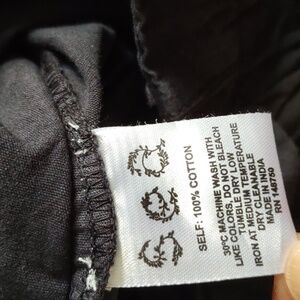 SELF: 100% COTTON
30°C MACHINE WASH WITH
LIKE COLORS. DO NOT BLEACH
TUMBLE DRY LOW
IRON AT MEDIUM TEMPERATURE
DRY CLEANABLE
MADE IN INDIA
RN 148750